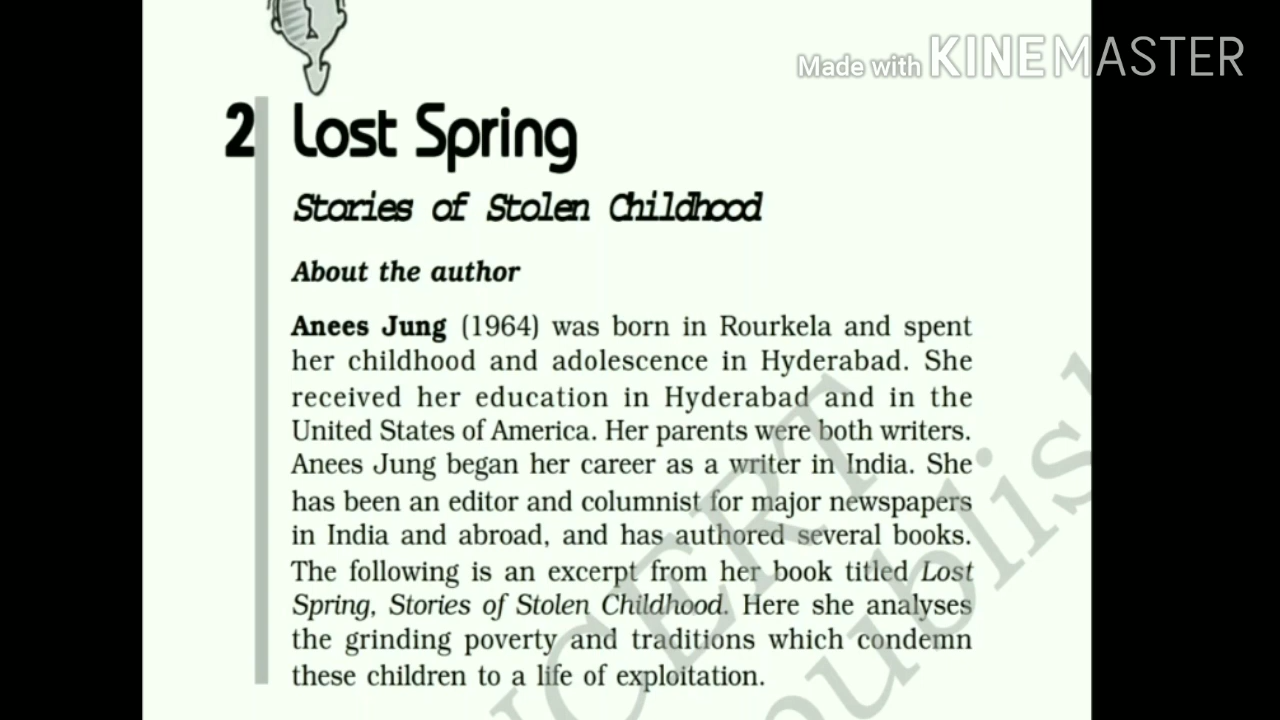 Made with KINEMASTER
2 Lost Spring
Stories of Stolen Childhood
About the author
Anees Jung (1964) was born in Rourkela and spent
her childhood and adolescence in Hyderabad. She
received her education in Hyderabad and in the
United States of America. Her parents were both writers.
Anees Jung began her career as a writer in India. She
has been an editor and columnist for major newspapers
in India and abroad, and has authored several books.
The following is an excerpt from her book titled Lost
Spring, Stories of Stolen Childhood. Here she analyses
the grinding poverty and traditions which condemn
these children to a life of exploitation.